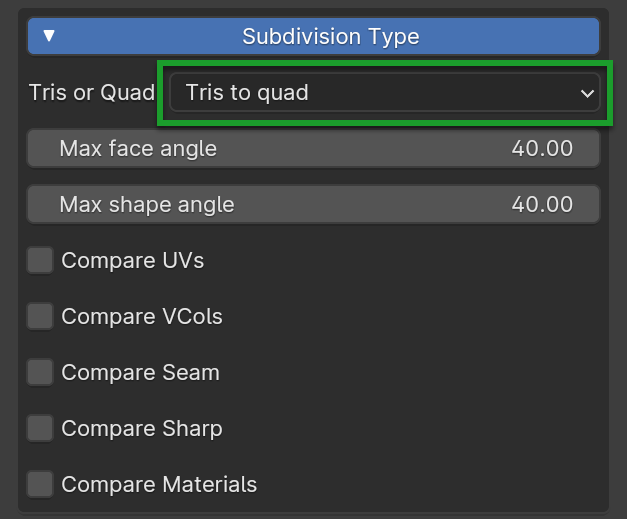 Subdivision Type
Tris or Quad Tris to quad
Max face angle 40.00
Max shape angle 40.00
Compare UVs
Compare VCols
Compare Seam
Compare Sharp
Compare Materials